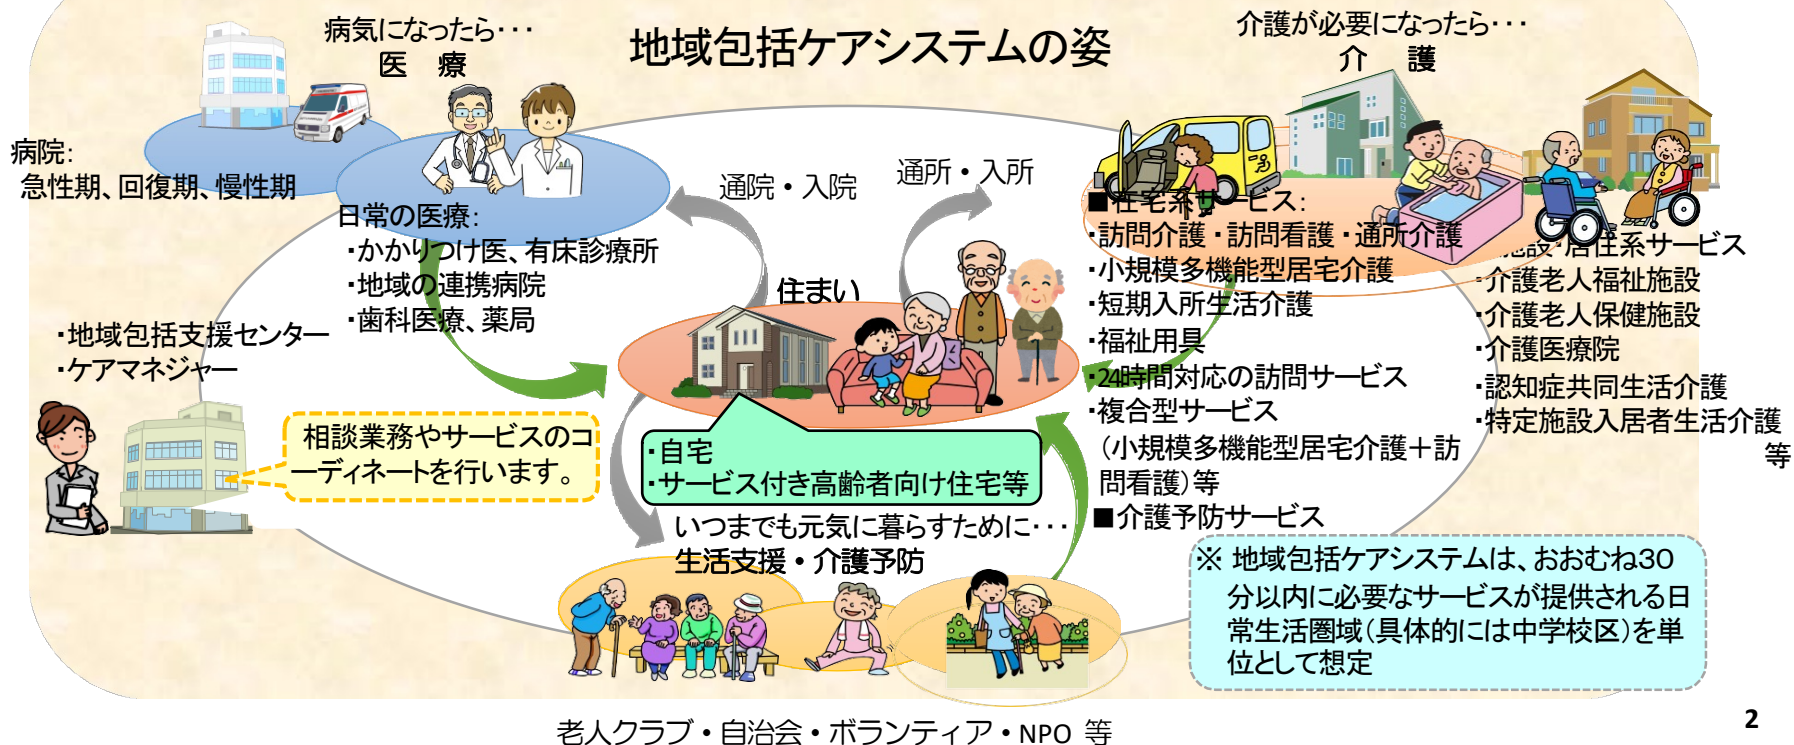 地域包括ケアシステムの姿
病気になったら・・・
医 療
病院：
急性期、回復期、慢性期
日常の医療：
・かかりつけ医、有床診療所
・地域の連携病院
・歯科医療、薬局
通院・入院
通所・入所
介護が必要になったら・・・
介 護
■在宅系サービス：
・訪問介護・訪問看護・通所介護
・小規模多機能型居宅介護
・短期入所生活介護
・福祉用具
・24時間対応の訪問サービス
・複合型サービス
（小規模多機能型居宅介護＋訪
問看護）等
■介護予防サービス
施設・居住系サービス
・介護老人福祉施設
・介護老人保健施設
・介護医療院
・認知症共同生活介護
・特定施設入居者生活介護
等
住まい
・自宅
・サービス付き高齢者向け住宅等
・地域包括支援センター
・ケアマネジャー
相談業務やサービスのコ
ーディネートを行います。
いつまでも元気に暮らすために・・・
生活支援・介護予防
※ 地域包括ケアシステムは、おおむね30
分以内に必要なサービスが提供される日
常生活圏域（具体的には中学校区）を単
位として想定
老人クラブ・自治会・ボランティア・NPO 等
2